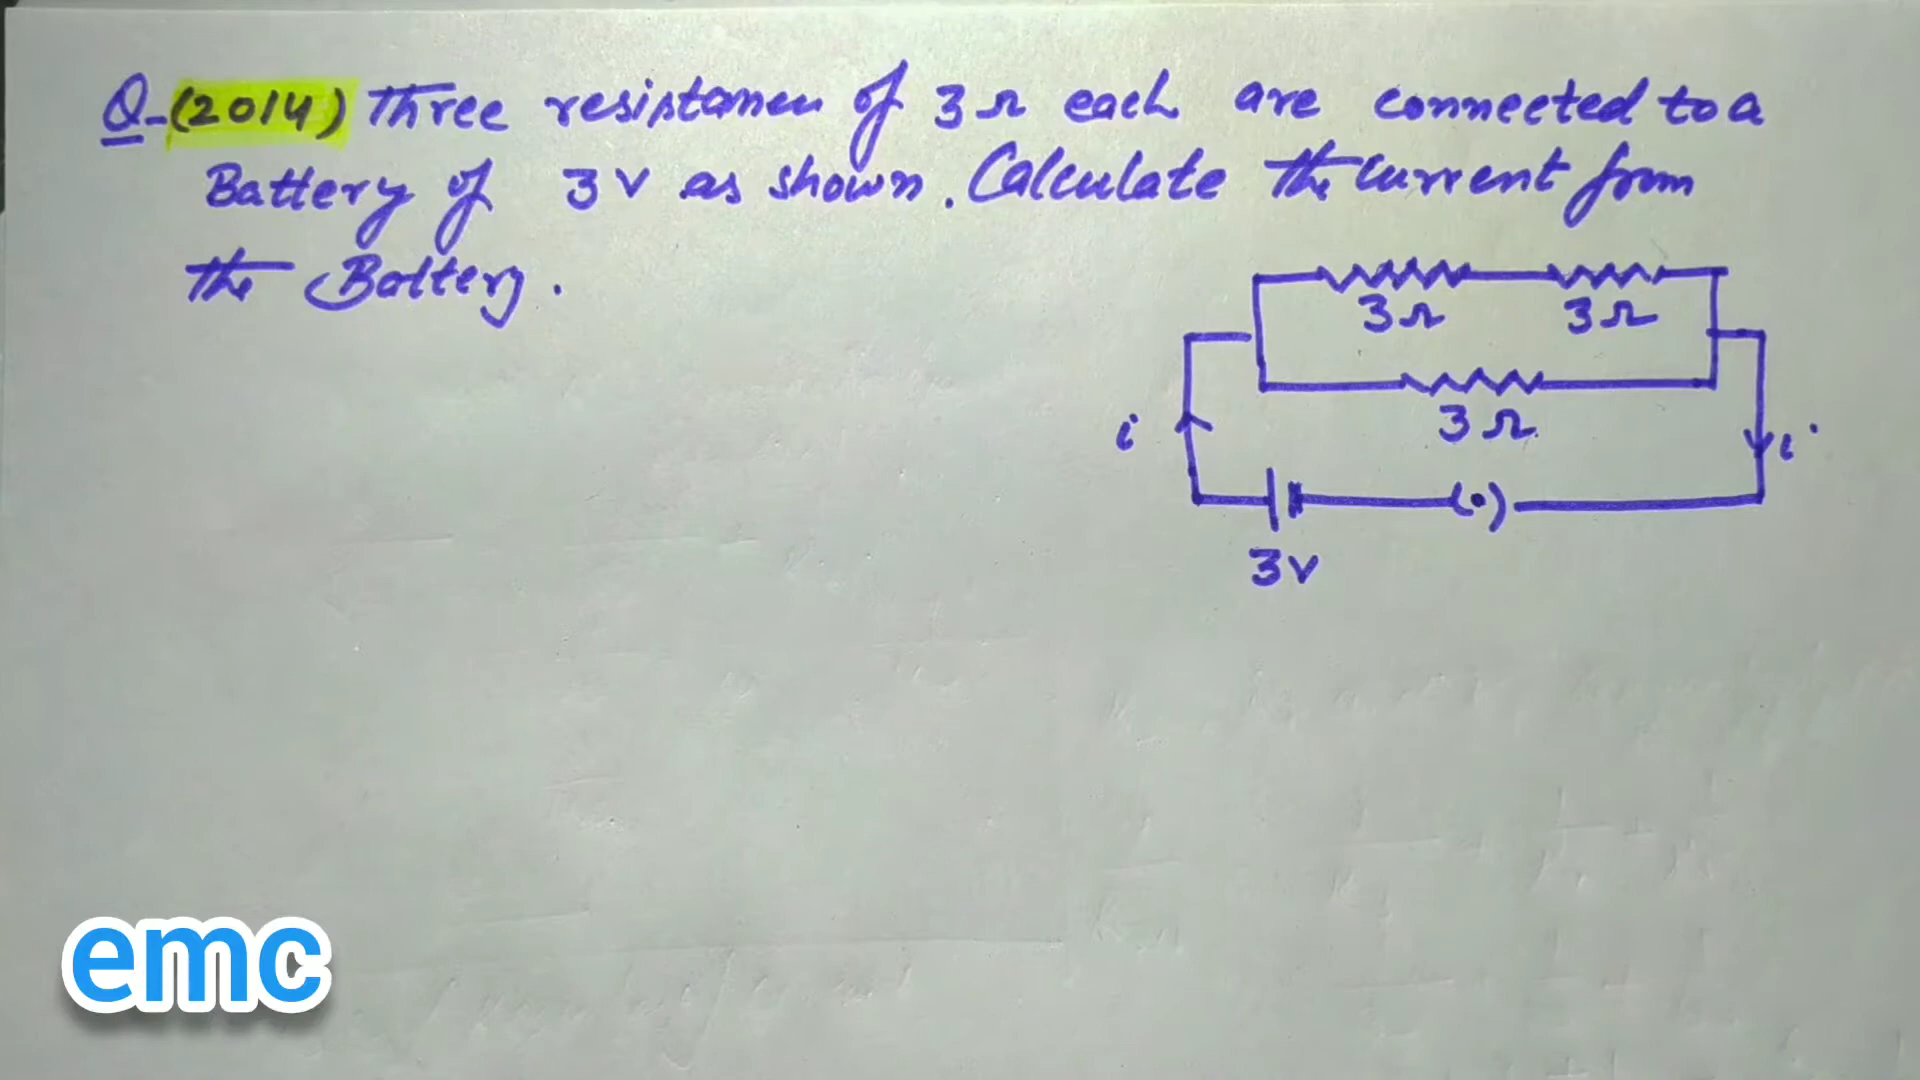 Q-(2014) Three resistances of 3Ω each are connected to a
Battery of 3V as shown. Calculate the current from
the Battery.
3Ω 3Ω
3Ω
i i
3V
emc